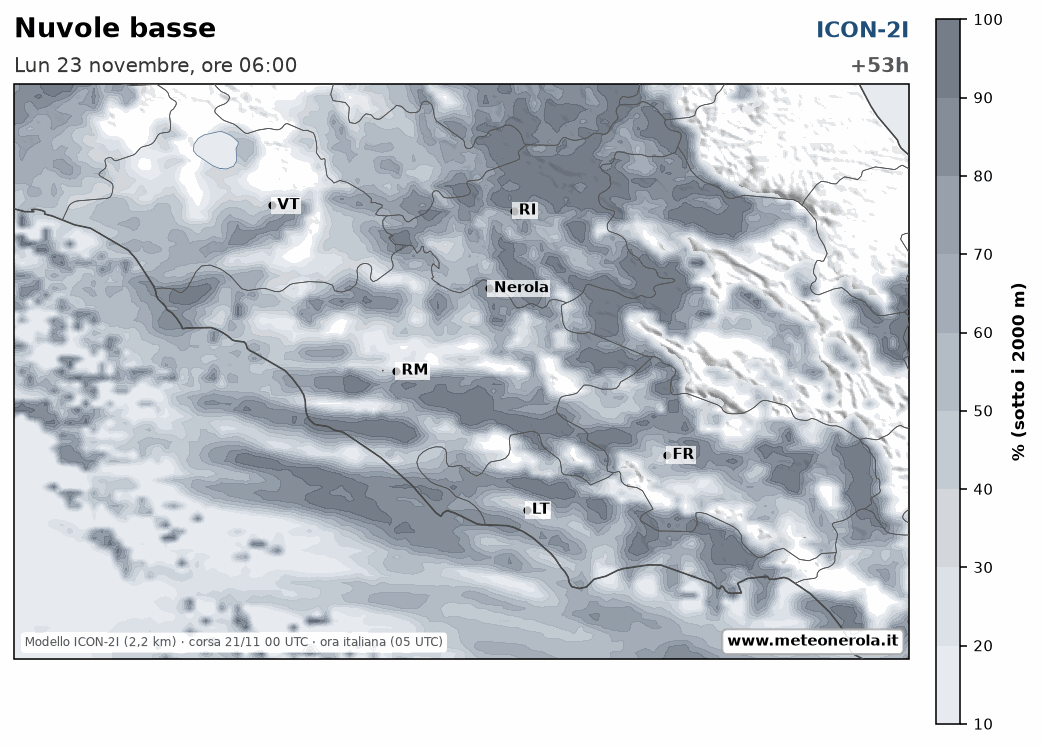 Nuvole basse
ICON-2I
Lun 23 novembre, ore 06:00
+53h
VT
RI
Nerola
RM
FR
LT
Modello ICON-2I (2,2 km) · corsa 21/11 00 UTC · ora italiana (05 UTC)
www.meteonerola.it
100
90
80
70
60
50
40
30
20
10
% (sotto i 2000 m)